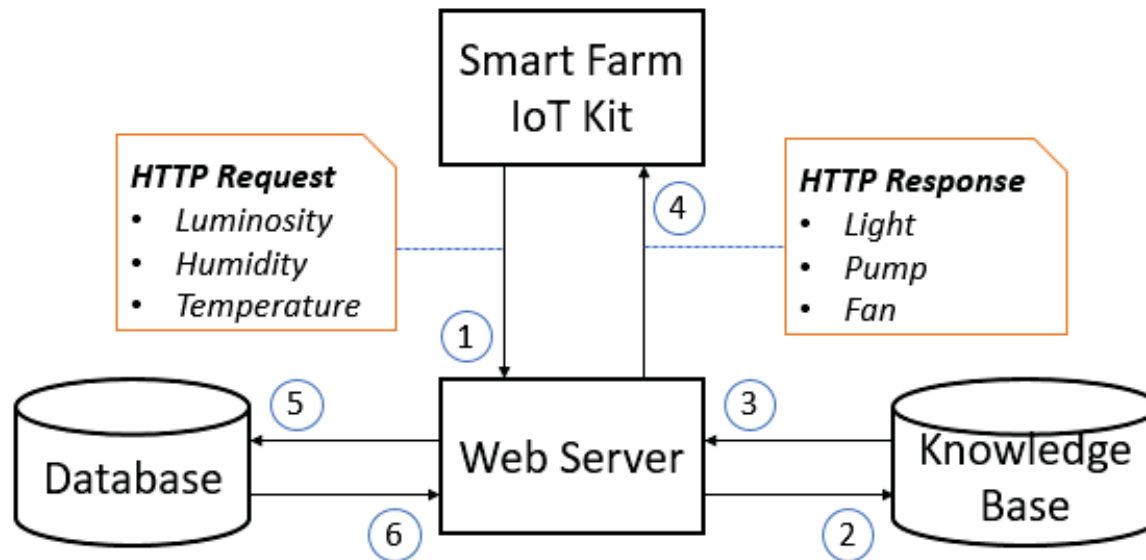 Smart Farm
IoT Kit
HTTP Request
• Luminosity
• Humidity
• Temperature
HTTP Response
• Light
• Pump
• Fan
4
1
5
3
Database
Web Server
Knowledge
Base
6
2